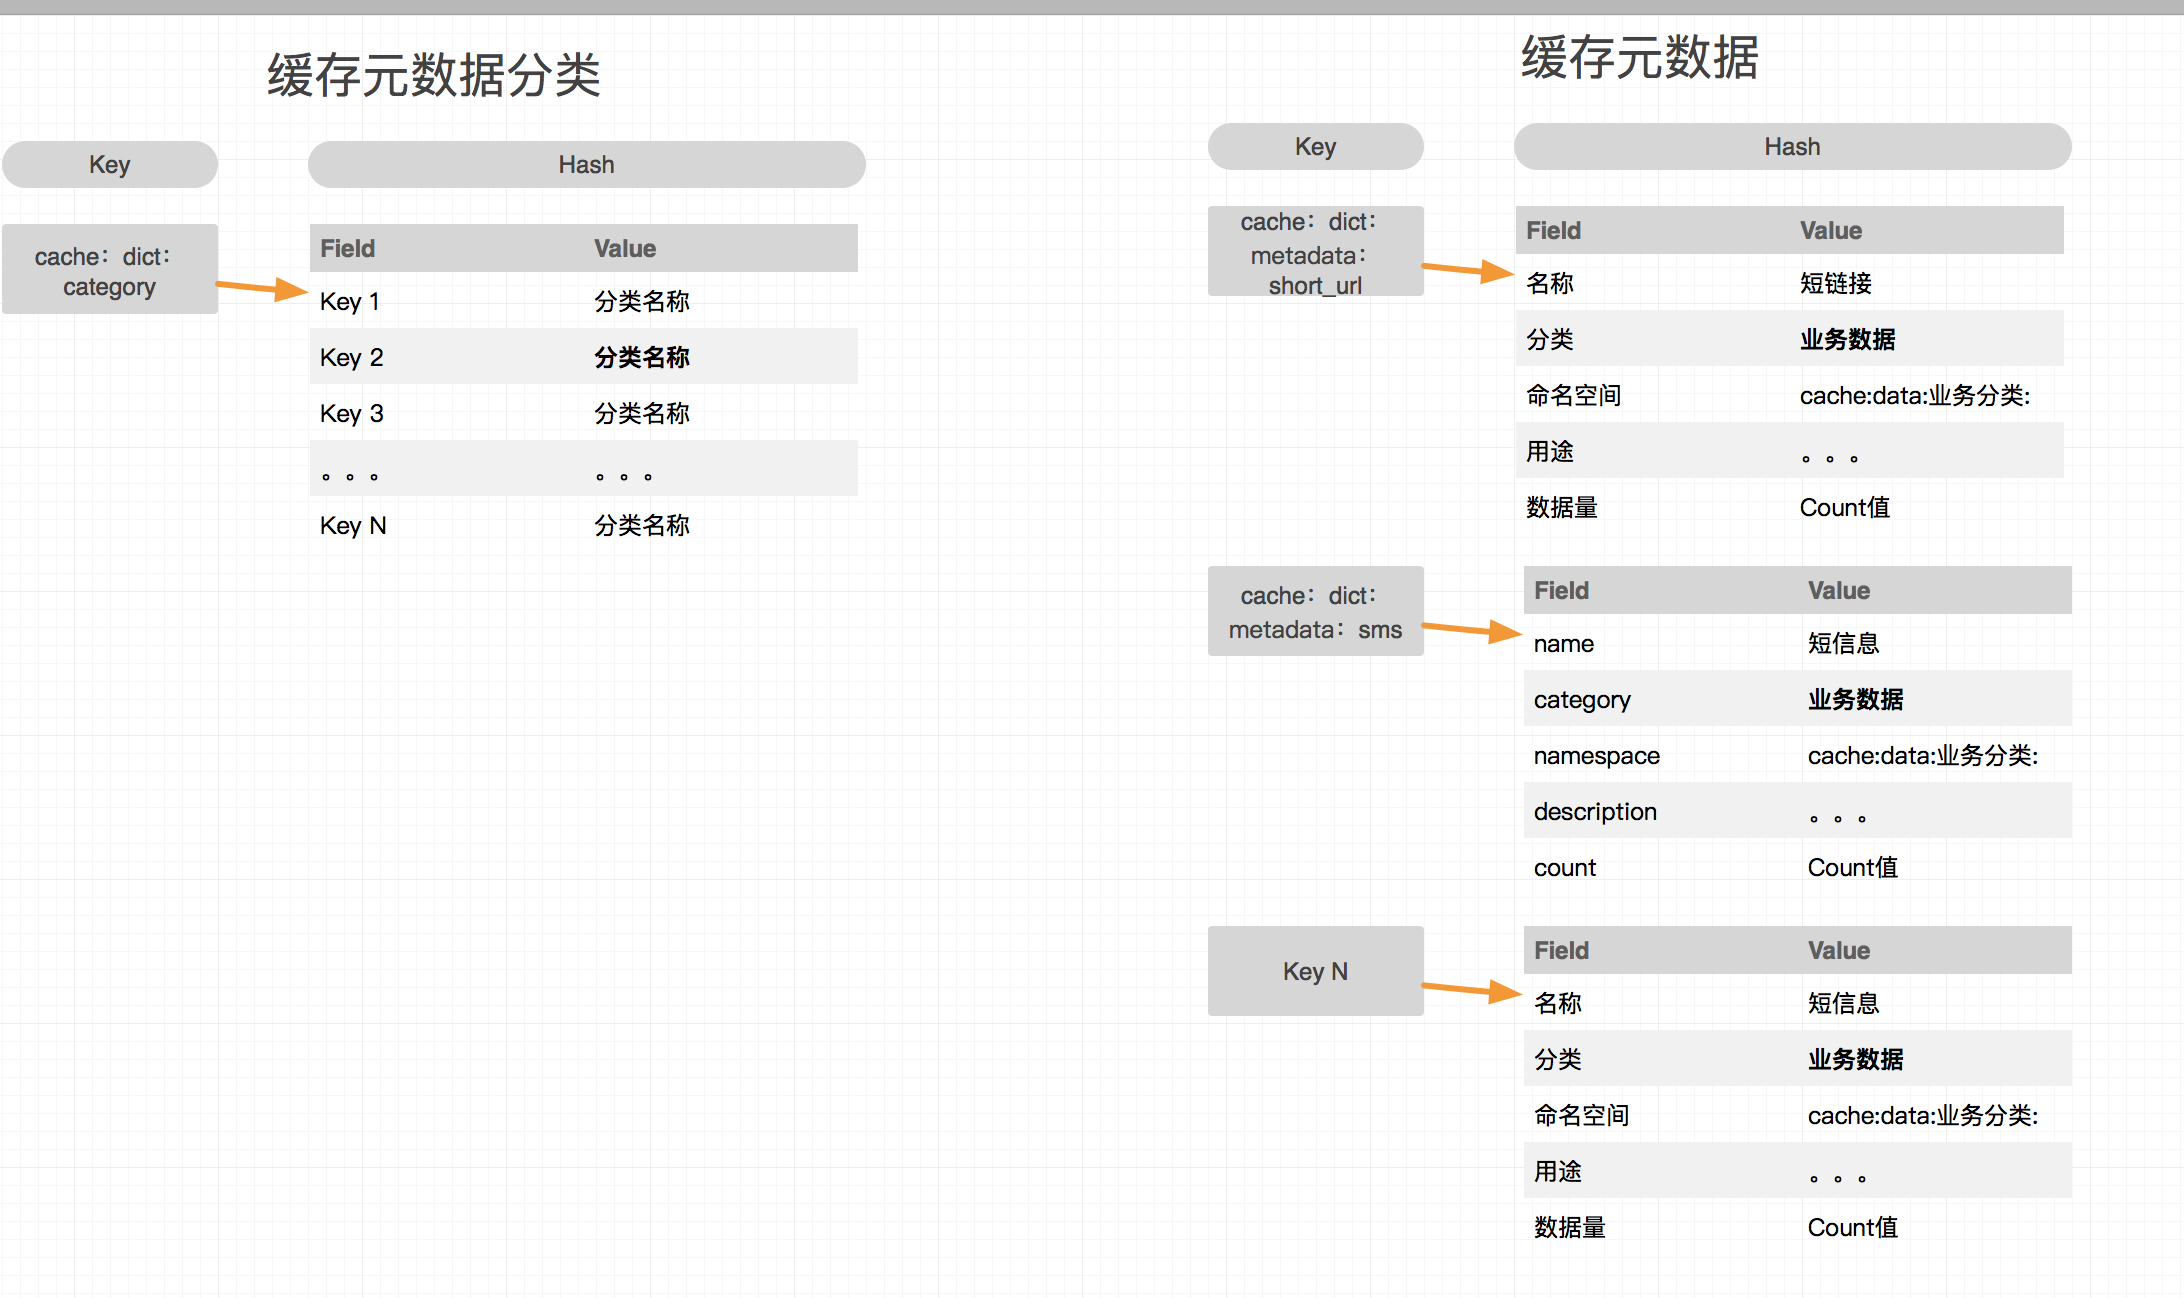 缓存元数据分类
Key
Hash
cache：dict：
category
Field Value
Key 1 分类名称
Key 2 分类名称
Key 3 分类名称
。。。 。。。
Key N 分类名称
缓存元数据
Key
Hash
cache：dict：
metadata：
short_url
Field Value
名称 短链接
分类 业务数据
命名空间 cache:data:业务分类:
用途 。。。
数据量 Count值
cache：dict：
metadata：sms
Field Value
name 短信息
category 业务数据
namespace cache:data:业务分类:
description 。。。
count Count值
Key N
Field Value
名称 短信息
分类 业务数据
命名空间 cache:data:业务分类:
用途 。。。
数据量 Count值